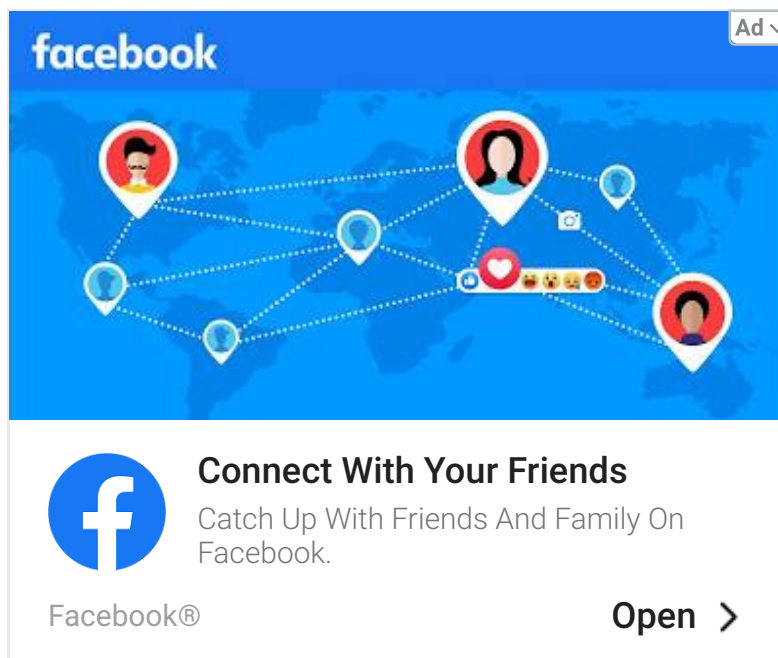 facebook
Ad
Connect With Your Friends
Catch Up With Friends And Family On
Facebook.
Facebook®
Open